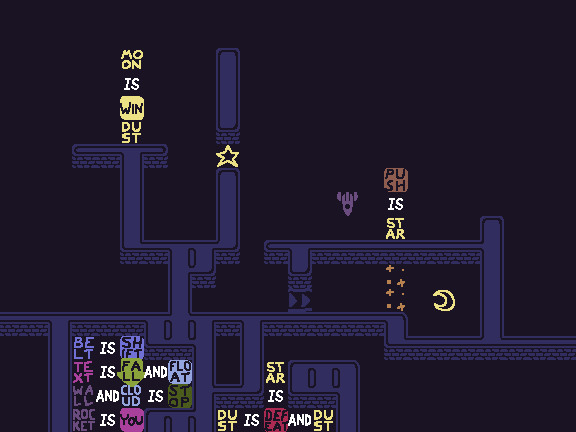 MOON
IS
WIN
DUST
PUSH
IS
STAR
BELT IS SHIFT
TEXT IS FALL AND FLOAT
WALL AND CLOUD IS STOP
ROCKET IS YOU
STAR
IS
DUST IS DEFEAT AND DUST